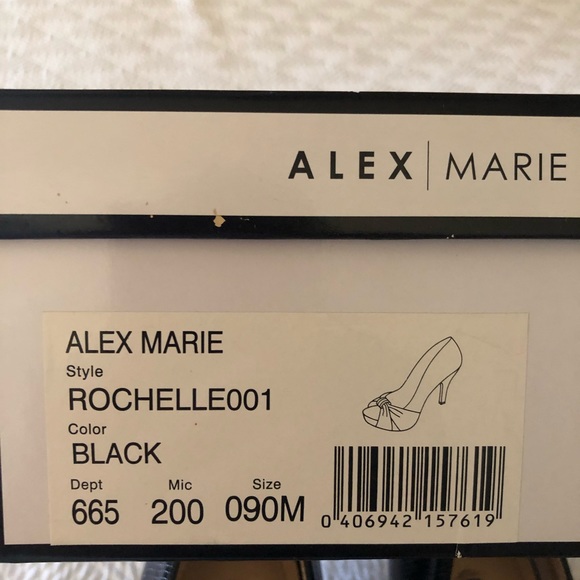 ALEX|MARIE
ALEX MARIE
Style
ROCHELLE001
Color
BLACK
Dept Mic Size
665 200 090M
0 406942 157619